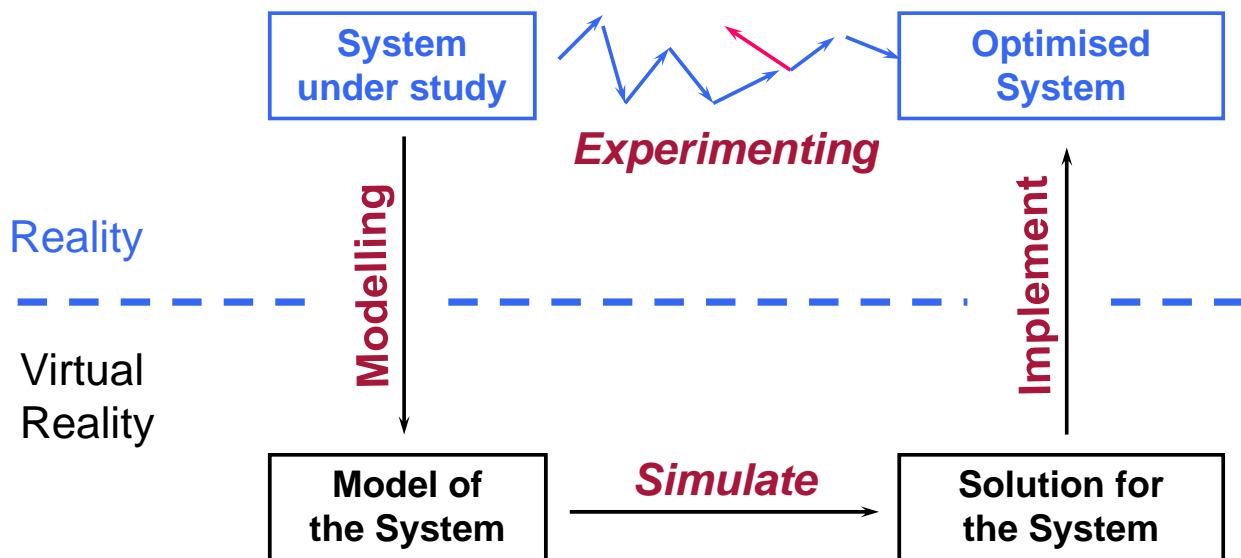 System
under study
Optimised
System
Experimenting
Modelling
Implement
Reality
Virtual
Reality
Model of
the System
Simulate
Solution for
the System